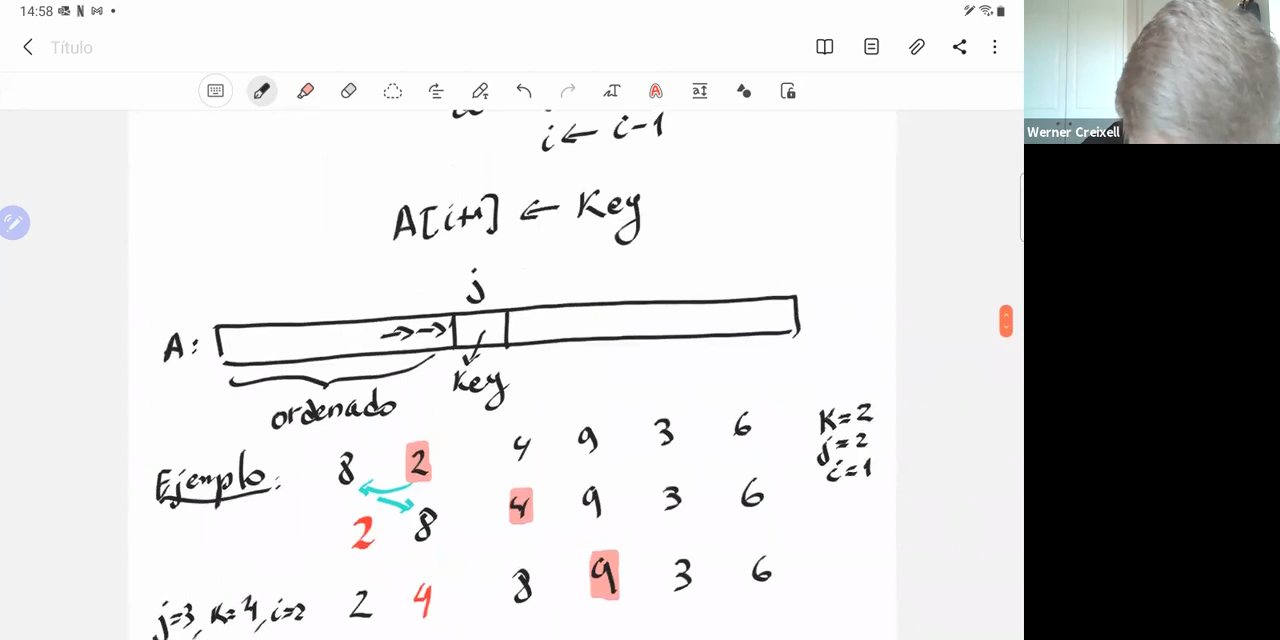 14:58
Título
Werner Creixell
i ← i-1
A[i+1] ← Key
j
A:
Key
ordenado
Ejemplo: 8 2 4 9 3 6
K=2
j=2
i=1
2 8 4 9 3 6
j=3, K=4, i=2 2 4 8 9 3 6